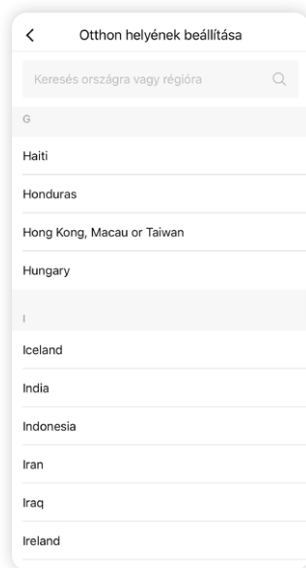 Otthon helyének beállítása
Keresés országra vagy régióra
G
Haiti
Honduras
Hong Kong, Macau or Taiwan
Hungary
I
Iceland
India
Indonesia
Iran
Iraq
Ireland